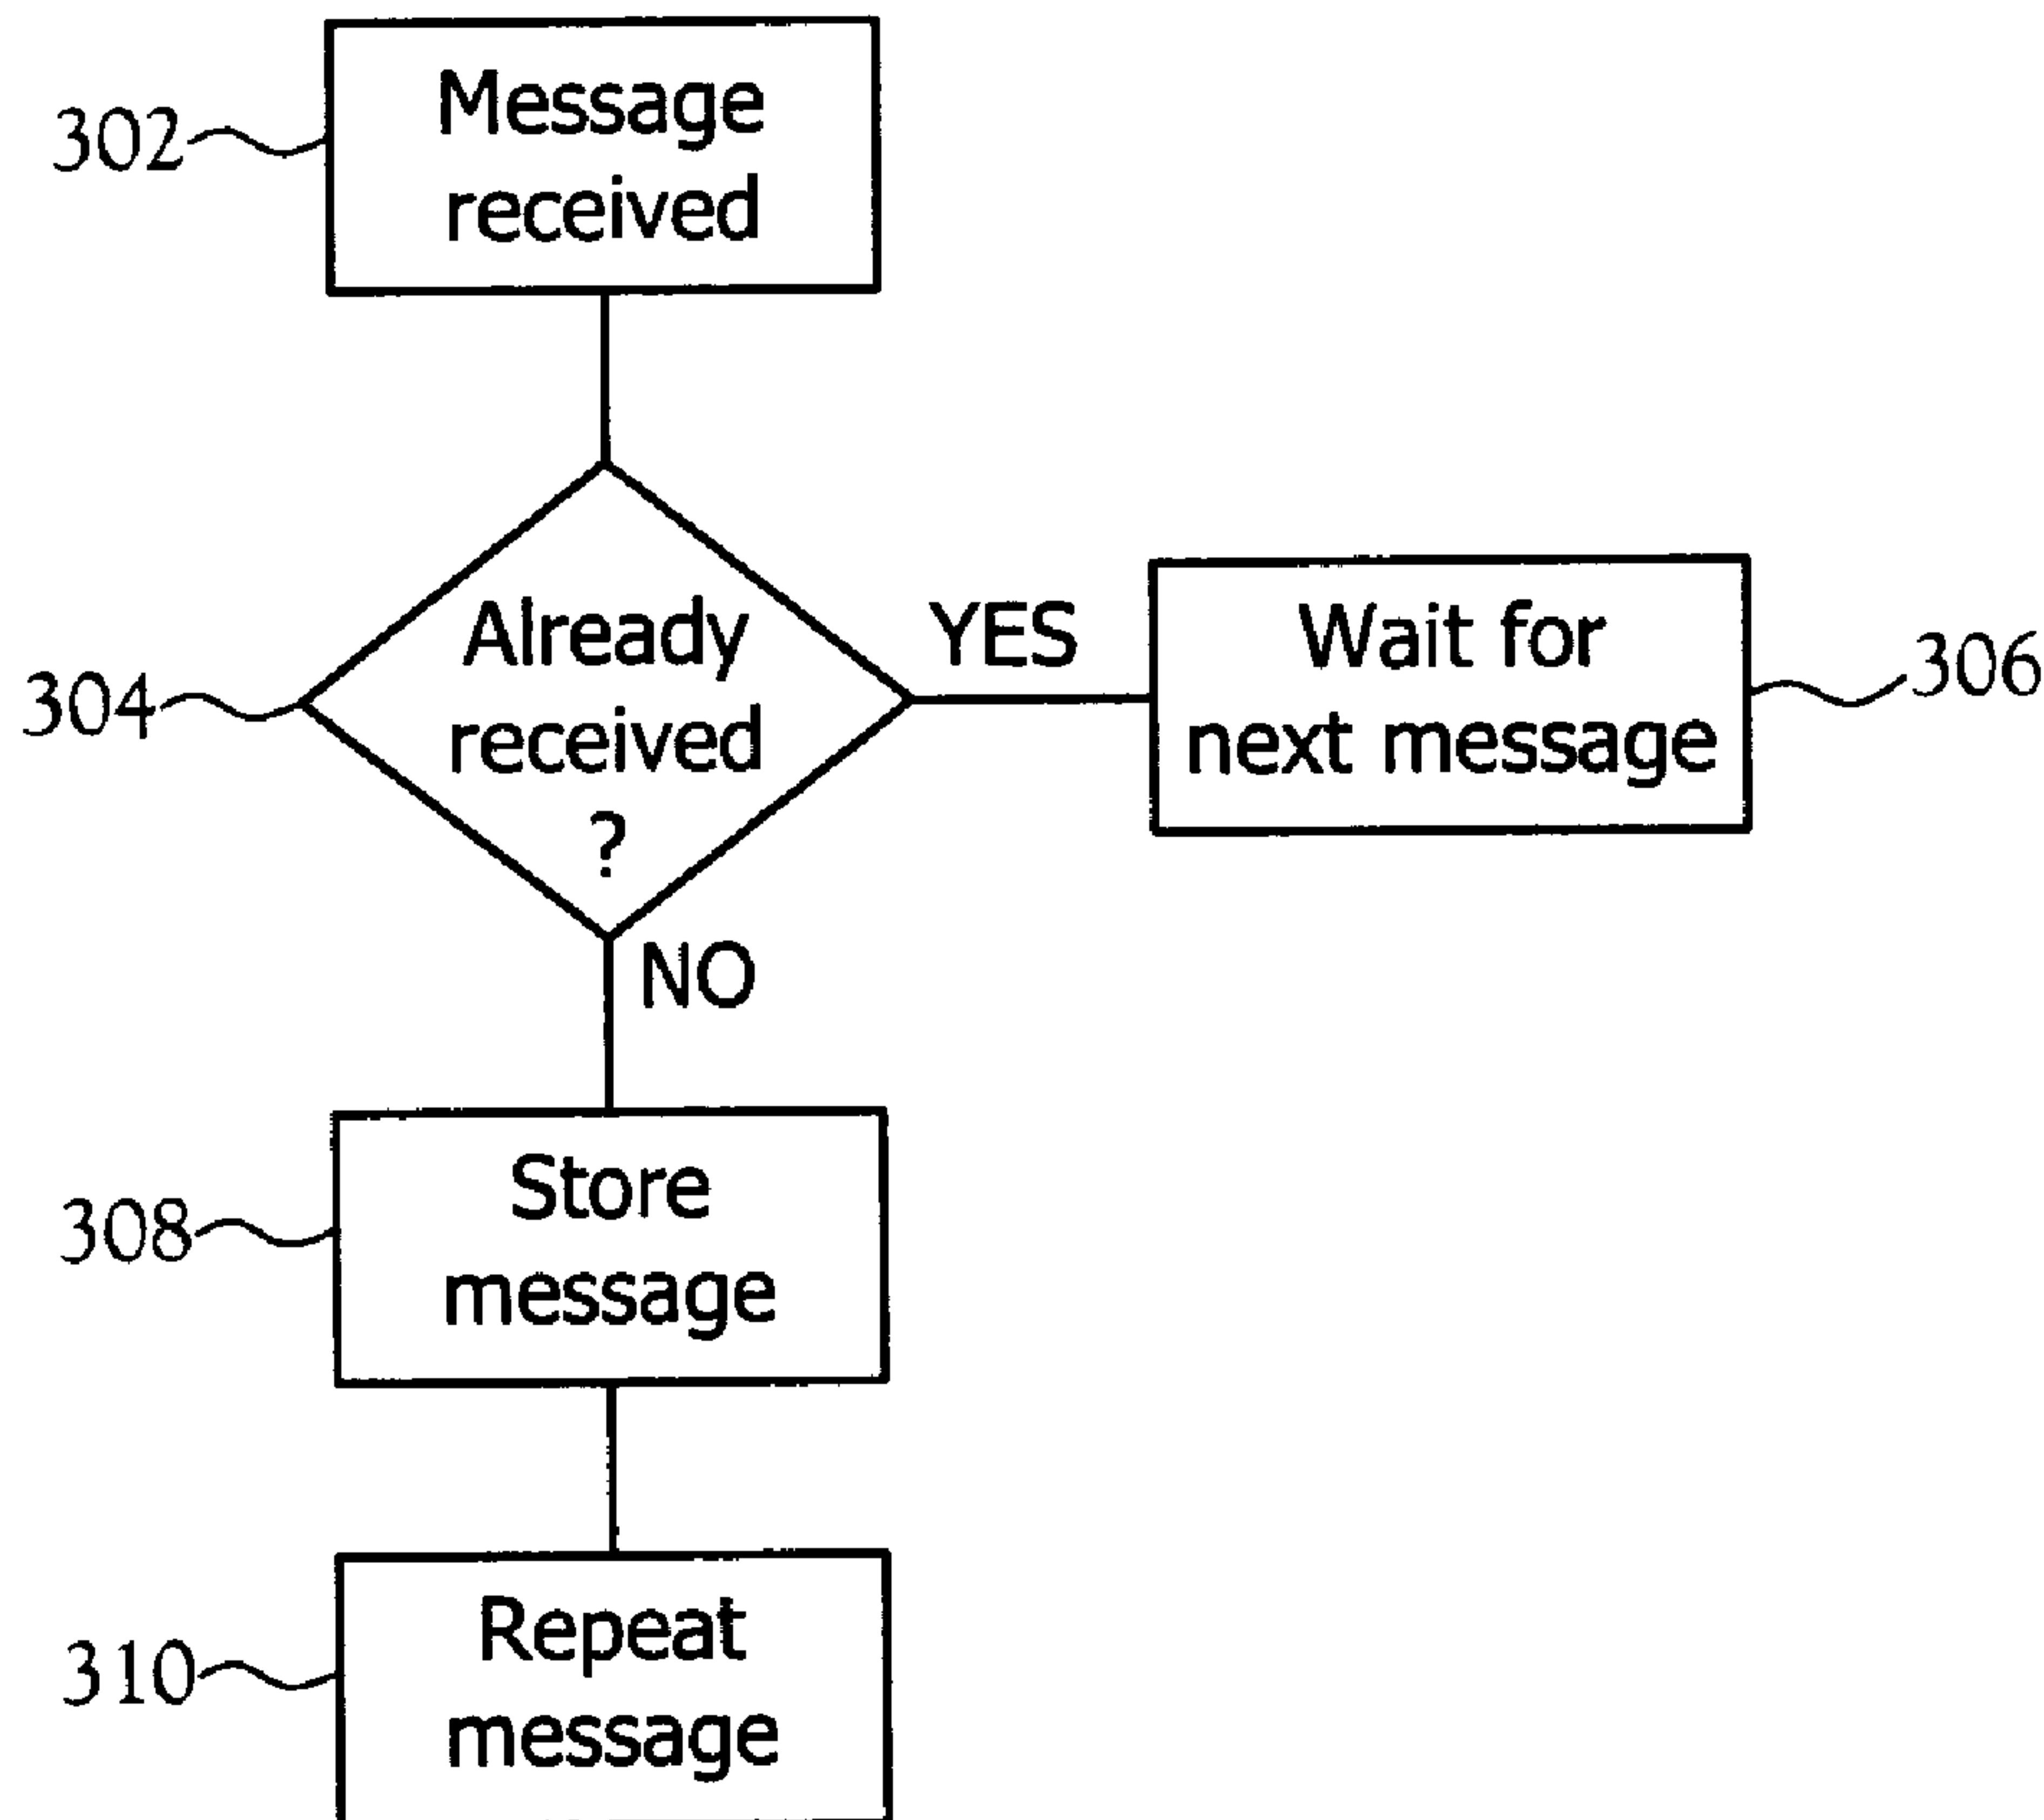 302
Message
received
304
Already
received
?
YES
Wait for
next message
306
NO
308
Store
message
310
Repeat
message